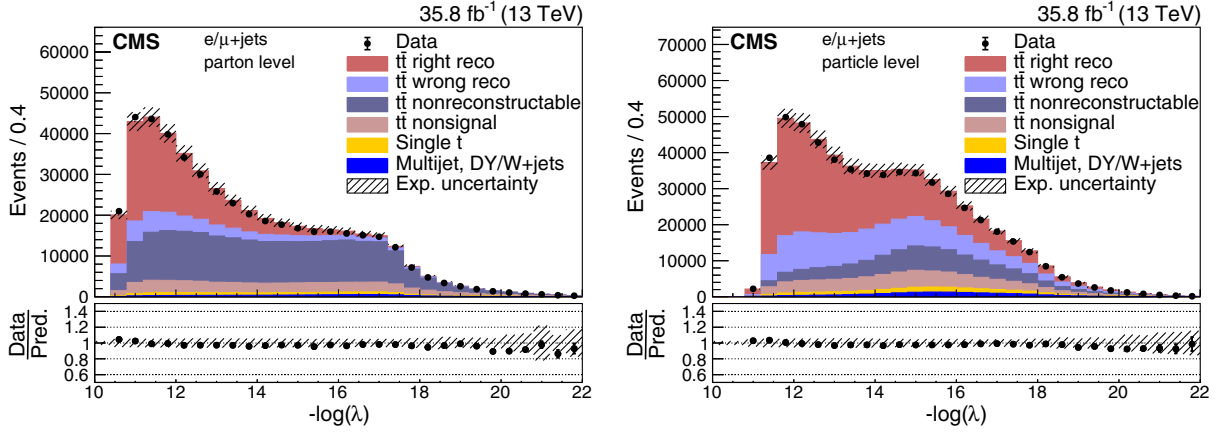 35.8 fb⁻¹ (13 TeV)
CMS
e/μ+jets
parton level
Data
tt̄ right reco
tt̄ wrong reco
tt̄ nonreconstructable
tt̄ nonsignal
Single t
Multijet, DY/W+jets
Exp. uncertainty
Events / 0.4
60000
50000
40000
30000
20000
10000
0
Data
Pred.
1.4
1.2
1
0.8
0.6
10 12 14 16 18 20 22
-log(λ)
35.8 fb⁻¹ (13 TeV)
CMS
e/μ+jets
particle level
Data
tt̄ right reco
tt̄ wrong reco
tt̄ nonreconstructable
tt̄ nonsignal
Single t
Multijet, DY/W+jets
Exp. uncertainty
Events / 0.4
70000
60000
50000
40000
30000
20000
10000
0
Data
Pred.
1.4
1.2
1
0.8
0.6
10 12 14 16 18 20 22
-log(λ)